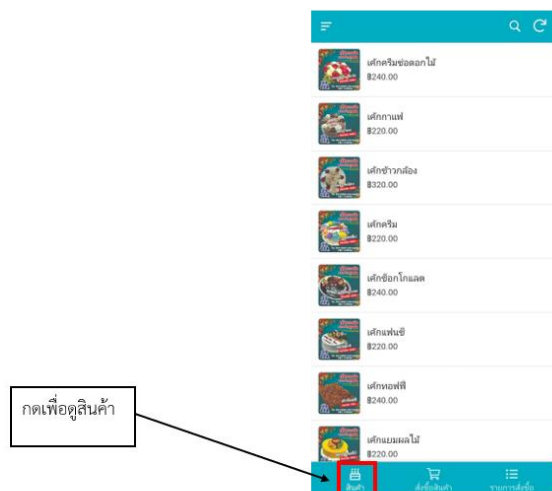 เค้กครีมช่อดอกไม้
฿240.00
เค้กกาแฟ
฿220.00
เค้กข้าวกล้อง
฿320.00
เค้กครีม
฿220.00
เค้กช็อกโกแลต
฿240.00
เค้กแฟนซี
฿220.00
เค้กทอฟฟี่
฿240.00
เค้กแยมผลไม้
฿220.00
กดเพื่อดูสินค้า
สินค้า
สั่งซื้อสินค้า
รายการสั่งซื้อ